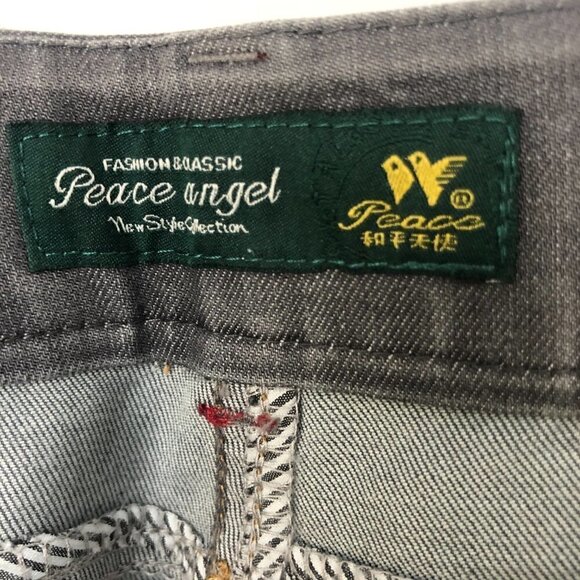 FASHION&CLASSIC
Peace angel
New Style Collection
®
Peace
和平天使